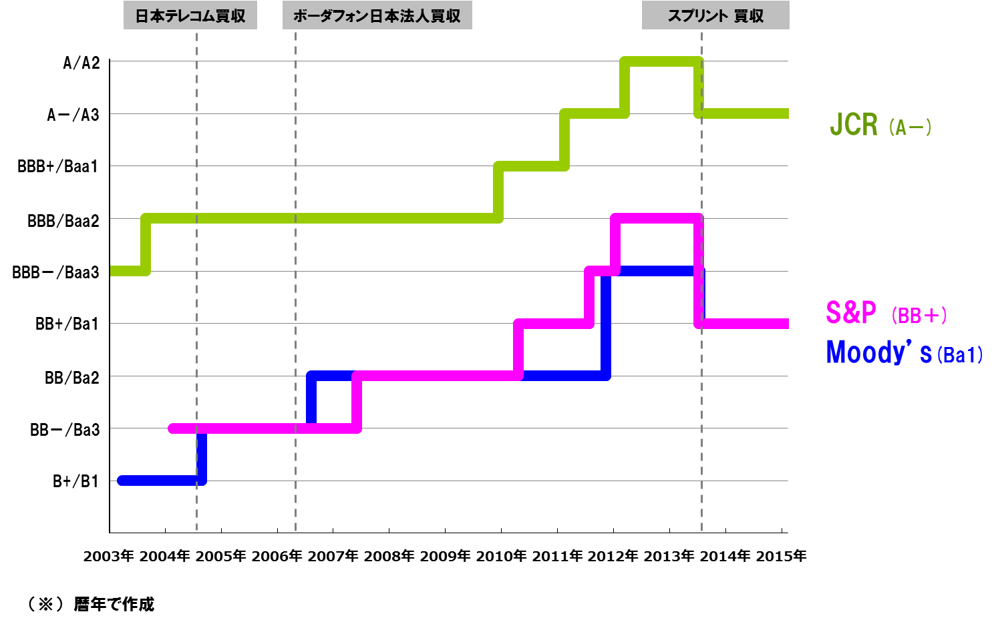 日本テレコム買収
ボーダフォン日本法人買収
スプリント 買収
A/A2
A－/A3
BBB+/Baa1
BBB/Baa2
BBB－/Baa3
BB+/Ba1
BB/Ba2
BB－/Ba3
B+/B1
JCR（A－）
S&P（BB＋）
Moody’s（Ba1）
2003年 2004年 2005年 2006年 2007年 2008年 2009年 2010年 2011年 2012年 2013年 2014年 2015年
（※）暦年で作成